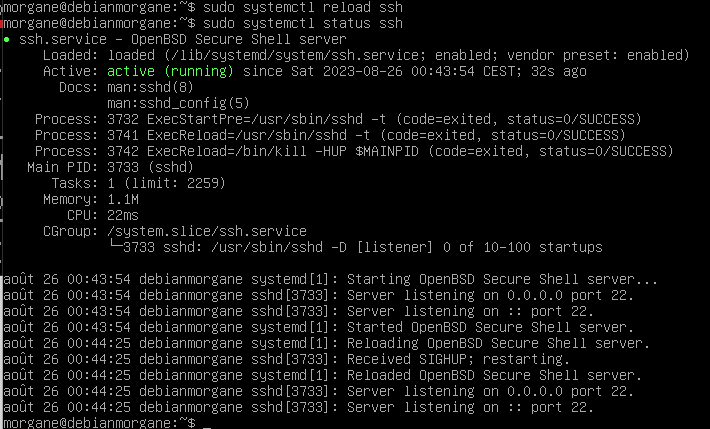 morgane@debianmorgane:~$ sudo systemctl reload ssh
morgane@debianmorgane:~$ sudo systemctl status ssh
● ssh.service - OpenBSD Secure Shell server
     Loaded: loaded (/lib/systemd/system/ssh.service; enabled; vendor preset: enabled)
     Active: active (running) since Sat 2023-08-26 00:43:54 CEST; 32s ago
       Docs: man:sshd(8)
             man:sshd_config(5)
    Process: 3732 ExecStartPre=/usr/sbin/sshd -t (code=exited, status=0/SUCCESS)
    Process: 3741 ExecReload=/usr/sbin/sshd -t (code=exited, status=0/SUCCESS)
    Process: 3742 ExecReload=/bin/kill -HUP $MAINPID (code=exited, status=0/SUCCESS)
   Main PID: 3733 (sshd)
      Tasks: 1 (limit: 2259)
     Memory: 1.1M
        CPU: 22ms
     CGroup: /system.slice/ssh.service
             └─3733 sshd: /usr/sbin/sshd -D [listener] 0 of 10-100 startups

août 26 00:43:54 debianmorgane systemd[1]: Starting OpenBSD Secure Shell server...
août 26 00:43:54 debianmorgane sshd[3733]: Server listening on 0.0.0.0 port 22.
août 26 00:43:54 debianmorgane sshd[3733]: Server listening on :: port 22.
août 26 00:43:54 debianmorgane systemd[1]: Started OpenBSD Secure Shell server.
août 26 00:44:25 debianmorgane systemd[1]: Reloading OpenBSD Secure Shell server.
août 26 00:44:25 debianmorgane sshd[3733]: Received SIGHUP; restarting.
août 26 00:44:25 debianmorgane systemd[1]: Reloaded OpenBSD Secure Shell server.
août 26 00:44:25 debianmorgane sshd[3733]: Server listening on 0.0.0.0 port 22.
août 26 00:44:25 debianmorgane sshd[3733]: Server listening on :: port 22.
morgane@debianmorgane:~$ _